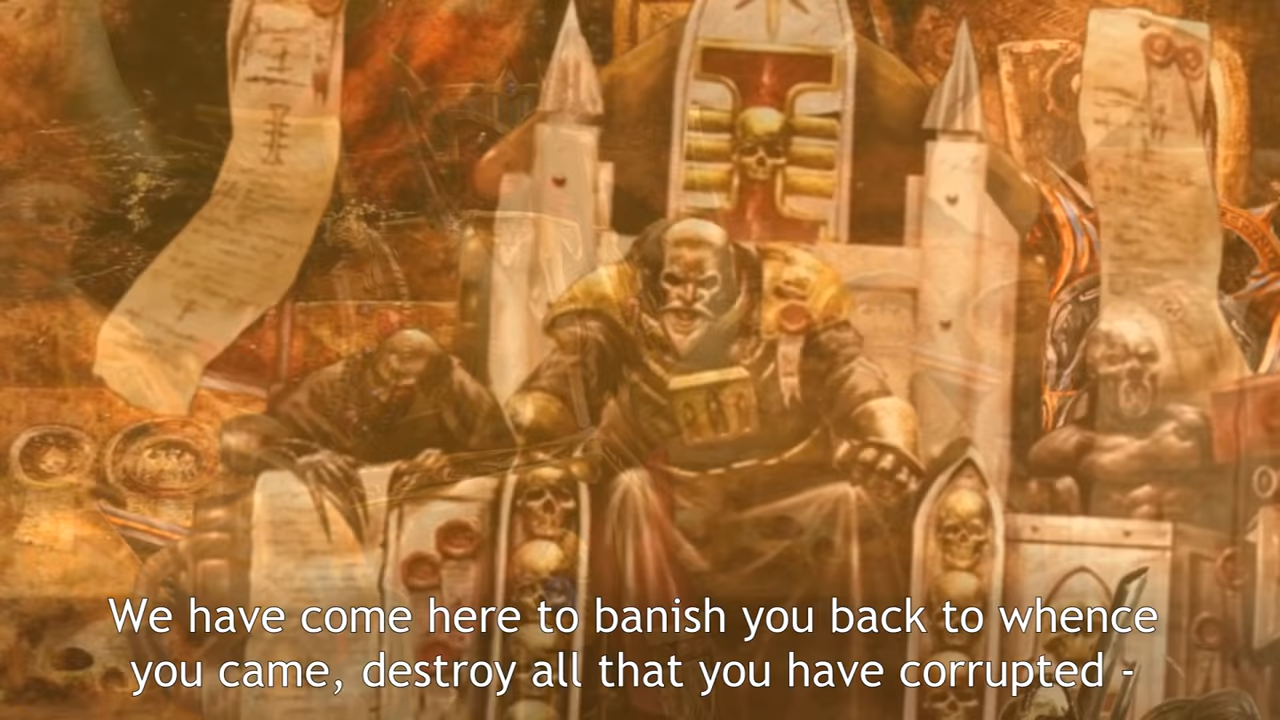 We have come here to banish you back to whence
you came, destroy all that you have corrupted -